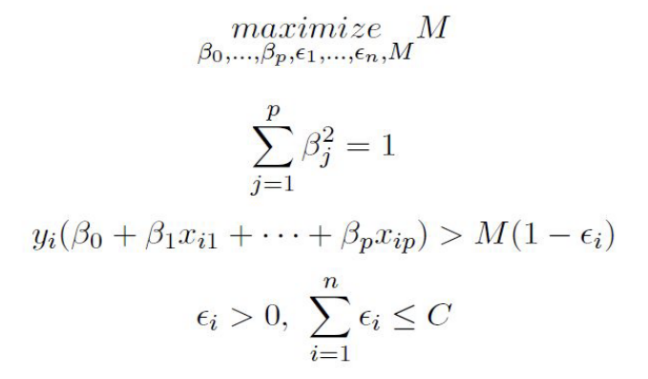 maximize M
β₀,...,βₚ,ϵ₁,...,ϵₙ,M
p
∑ βⱼ² = 1
j=1
yᵢ(β₀ + β₁xᵢ₁ + ⋯ + βₚxᵢₚ) > M(1 − ϵᵢ)
n
ϵᵢ > 0, ∑ ϵᵢ ≤ C
i=1